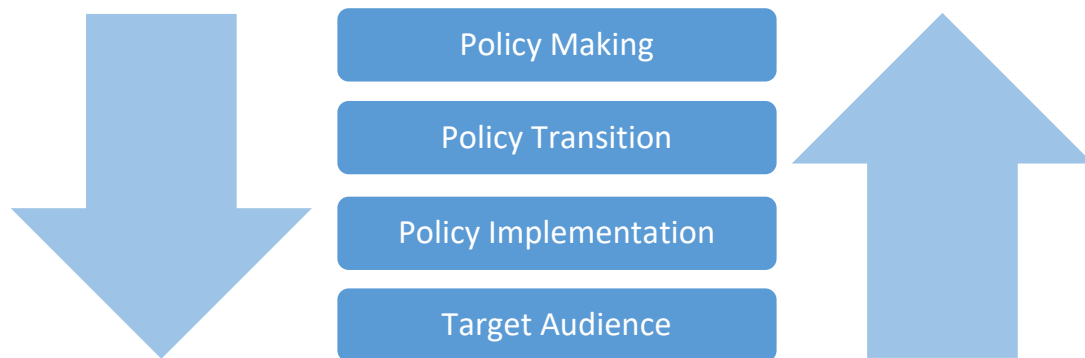 Policy Making
Policy Transition
Policy Implementation
Target Audience